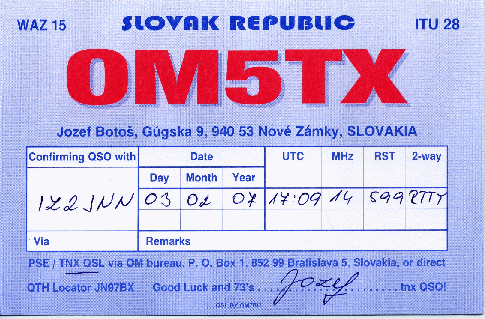 WAZ 15 SLOVAK REPUBLIC ITU 28
OM5TX
Jozef Botoš, Gúgska 9, 940 53 Nové Zámky, SLOVAKIA
Confirming QSO with Date UTC MHz RST 2-way
Day Month Year
IZ2JNN 03 02 07 17:09 14 599 RTTY
Via Remarks
PSE / TNX QSL via OM bureau, P. O. Box 1, 852 99 Bratislava 5, Slovakia, or direct
QTH Locator JN97BX Good Luck and 73's Jozef tnx QSO!